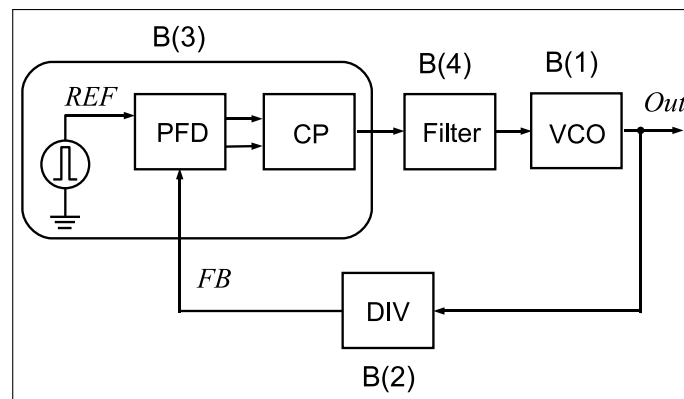 B(3)
B(4)
B(1)
REF
Out
PFD
CP
Filter
VCO
FB
DIV
B(2)